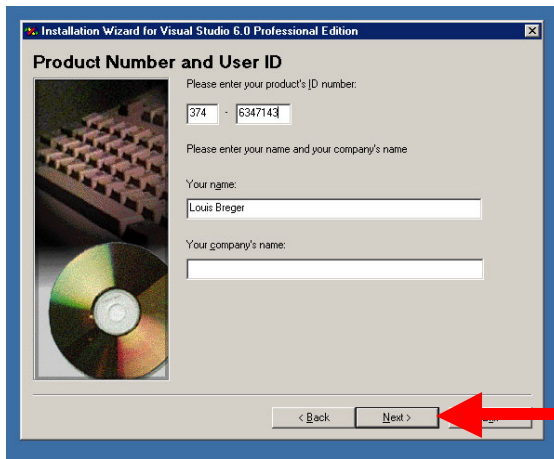 Installation Wizard for Visual Studio 6.0 Professional Edition
Product Number and User ID
Please enter your product's ID number:
374 - 6347143
Please enter your name and your company's name
Your name:
Louis Breger
Your company's name:
< Back Next >